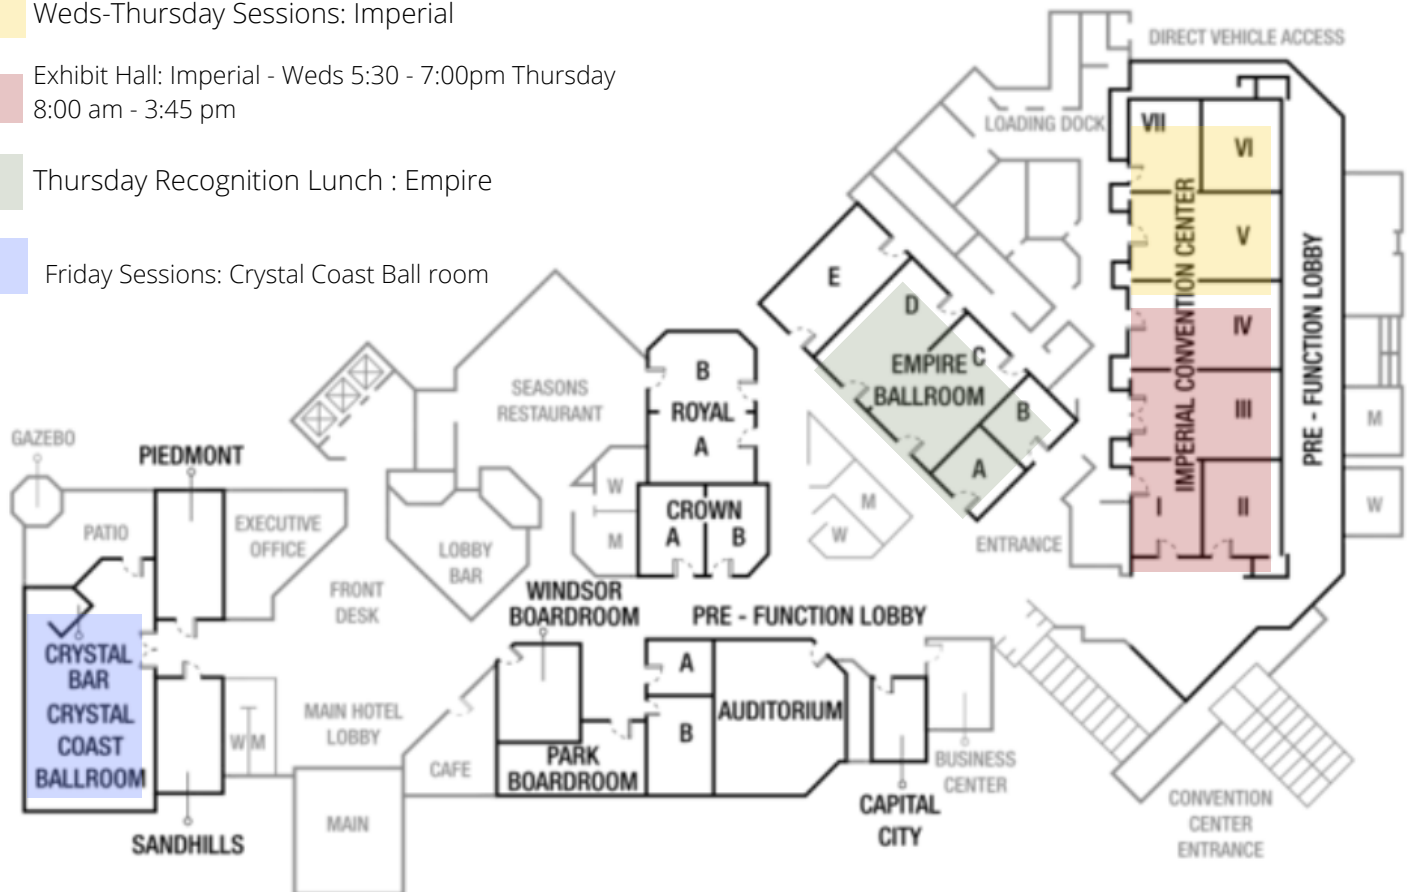 Weds-Thursday Sessions: Imperial
Exhibit Hall: Imperial - Weds 5:30 - 7:00pm Thursday
8:00 am - 3:45 pm
Thursday Recognition Lunch : Empire
Friday Sessions: Crystal Coast Ball room
DIRECT VEHICLE ACCESS
LOADING DOCK
VII
VI
V
IMPERIAL CONVENTION CENTER
IV
III
I
II
PRE - FUNCTION LOBBY
M
W
E
D
C
EMPIRE
BALLROOM
B
A
M
W
ENTRANCE
SEASONS
RESTAURANT
B
ROYAL
A
W
M
CROWN
A
B
GAZEBO
PIEDMONT
PATIO
EXECUTIVE
OFFICE
LOBBY
BAR
FRONT
DESK
WINDSOR
BOARDROOM
PRE - FUNCTION LOBBY
CRYSTAL
BAR
CRYSTAL
COAST
BALLROOM
W M
MAIN HOTEL
LOBBY
CAFE
PARK
BOARDROOM
A
B
AUDITORIUM
BUSINESS
CENTER
CAPITAL
CITY
SANDHILLS
MAIN
CONVENTION
CENTER
ENTRANCE